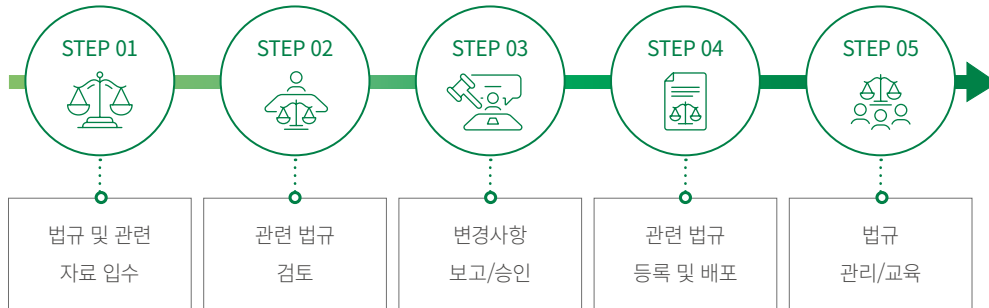 STEP 01
STEP 02
STEP 03
STEP 04
STEP 05
법규 및 관련
자료 입수
관련 법규
검토
변경사항
보고/승인
관련 법규
등록 및 배포
법규
관리/교육